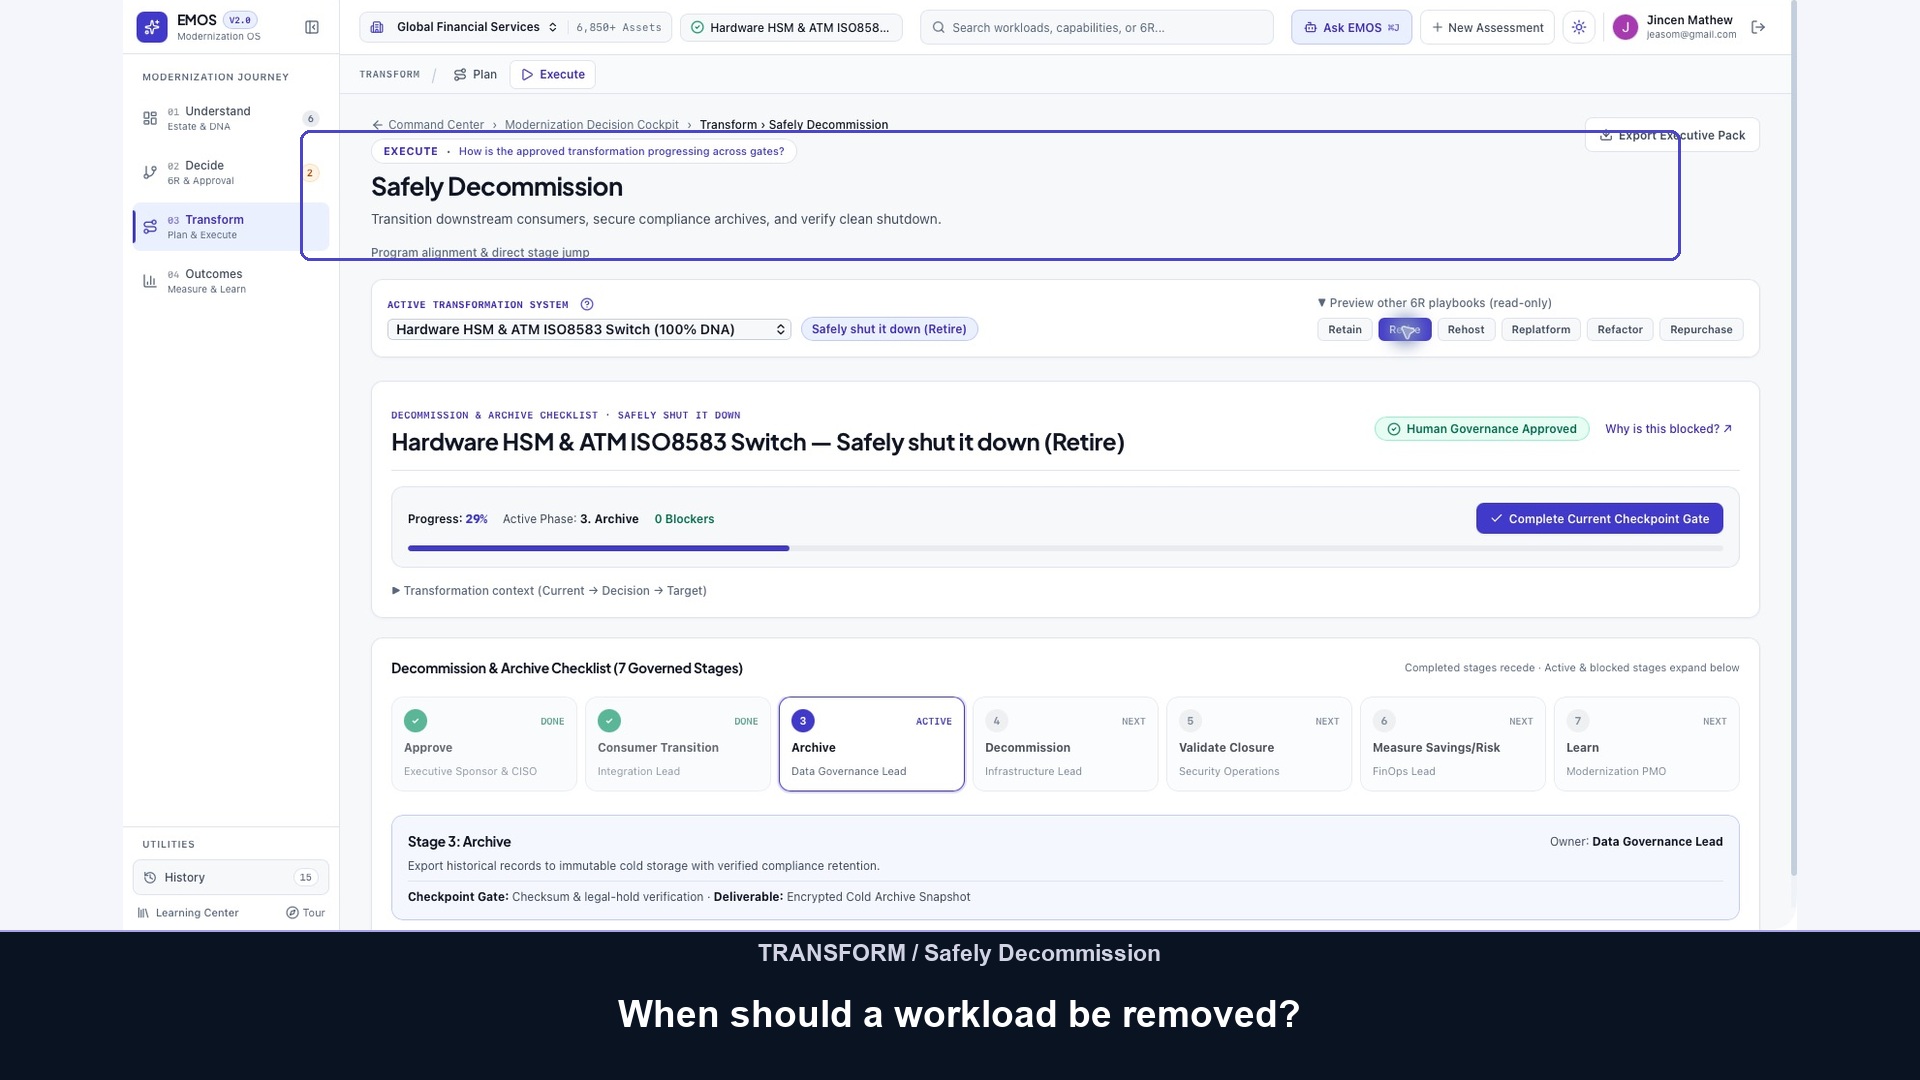 EMOS V2.0
Modernization OS
Global Financial Services 6,850+ Assets
Hardware HSM & ATM ISO858...
Search workloads, capabilities, or 6R...
Ask EMOS ⌘J
New Assessment
J
Jincen Mathew
jeasom@gmail.com
MODERNIZATION JOURNEY
01 Understand
Estate & DNA
6
02 Decide
6R & Approval
2
03 Transform
Plan & Execute
04 Outcomes
Measure & Learn
UTILITIES
History 15
Learning Center
Tour
TRANSFORM / Plan Execute
← Command Center › Modernization Decision Cockpit › Transform › Safely Decommission
Export Executive Pack
EXECUTE · How is the approved transformation progressing across gates?
Safely Decommission
Transition downstream consumers, secure compliance archives, and verify clean shutdown.
Program alignment & direct stage jump
ACTIVE TRANSFORMATION SYSTEM ?
Hardware HSM & ATM ISO8583 Switch (100% DNA)
Safely shut it down (Retire)
▼ Preview other 6R playbooks (read-only)
Retain Rehost Replatform Refactor Repurchase
DECOMMISSION & ARCHIVE CHECKLIST · SAFELY SHUT IT DOWN
Hardware HSM & ATM ISO8583 Switch — Safely shut it down (Retire)
Human Governance Approved
Why is this blocked? ↗
Progress: 29% Active Phase: 3. Archive 0 Blockers
Complete Current Checkpoint Gate
▶ Transformation context (Current → Decision → Target)
Decommission & Archive Checklist (7 Governed Stages)
Completed stages recede · Active & blocked stages expand below
DONE
Approve
Executive Sponsor & CISO
DONE
Consumer Transition
Integration Lead
3 ACTIVE
Archive
Data Governance Lead
4 NEXT
Decommission
Infrastructure Lead
5 NEXT
Validate Closure
Security Operations
6 NEXT
Measure Savings/Risk
FinOps Lead
7 NEXT
Learn
Modernization PMO
Stage 3: Archive
Owner: Data Governance Lead
Export historical records to immutable cold storage with verified compliance retention.
Checkpoint Gate: Checksum & legal-hold verification · Deliverable: Encrypted Cold Archive Snapshot
TRANSFORM / Safely Decommission
When should a workload be removed?